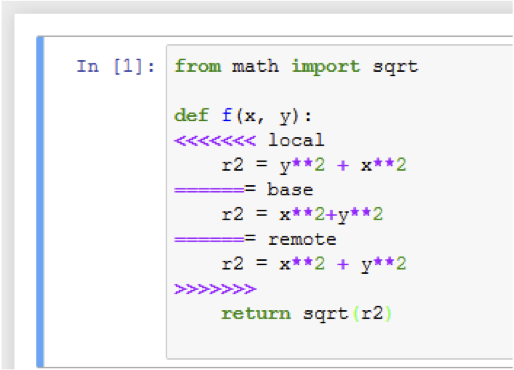 In [1]: from math import sqrt
def f(x, y):
<<<<<<< local
r2 = y**2 + x**2
======= base
r2 = x**2+y**2
======= remote
r2 = x**2 + y**2
>>>>>>>
return sqrt(r2)